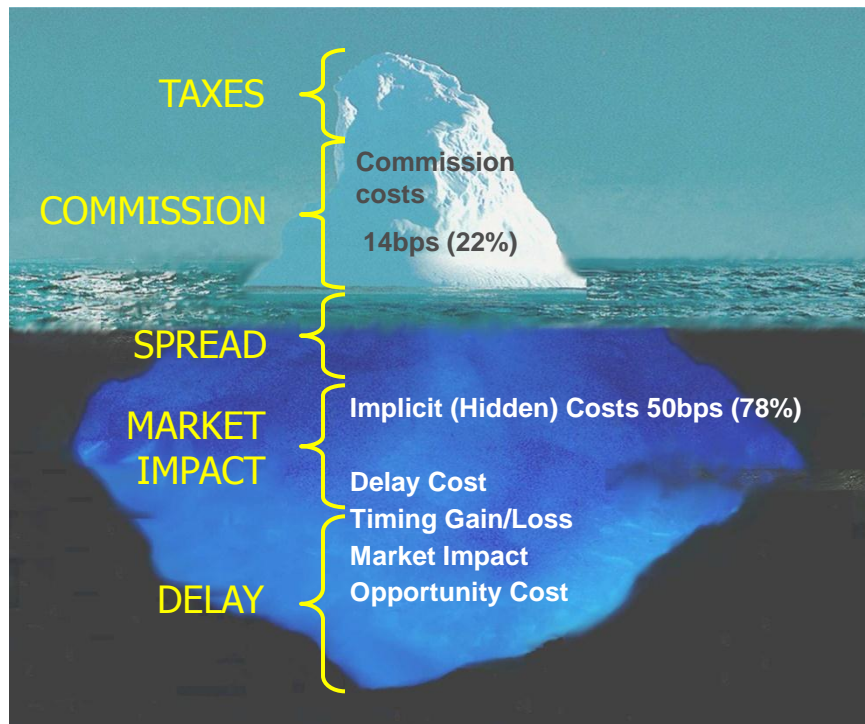 TAXES
COMMISSION
Commission
costs
14bps (22%)
SPREAD
MARKET
IMPACT
Implicit (Hidden) Costs 50bps (78%)
Delay Cost
Timing Gain/Loss
Market Impact
Opportunity Cost
DELAY